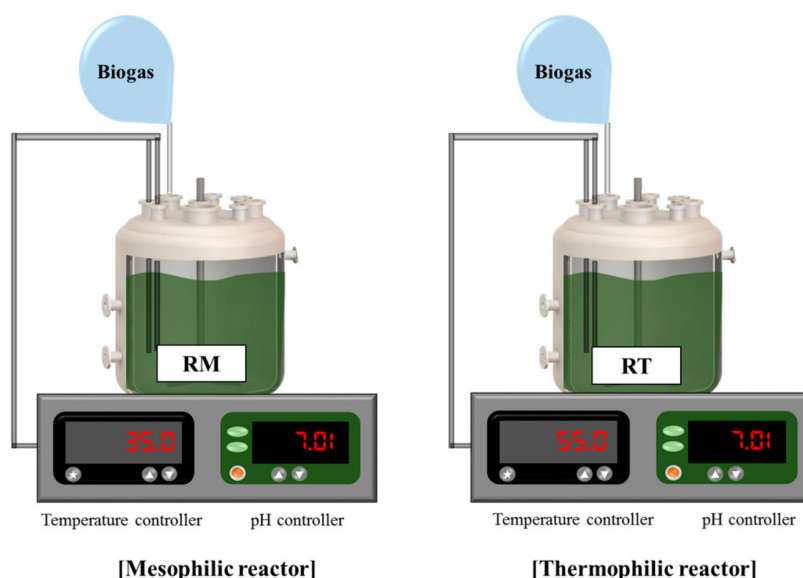 Biogas
Biogas
RM
RT
35.0
7.01
55.0
7.01
Temperature controller
pH controller
Temperature controller
pH controller
[Mesophilic reactor]
[Thermophilic reactor]